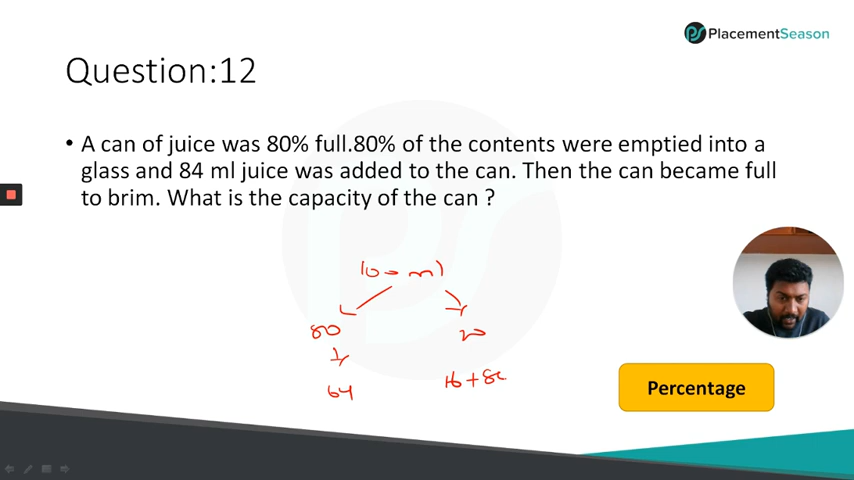 PlacementSeason
Question:12
• A can of juice was 80% full.80% of the contents were emptied into a
glass and 84 ml juice was added to the can. Then the can became full
to brim. What is the capacity of the can ?
100 ml
80 20
64 16 + 84
Percentage